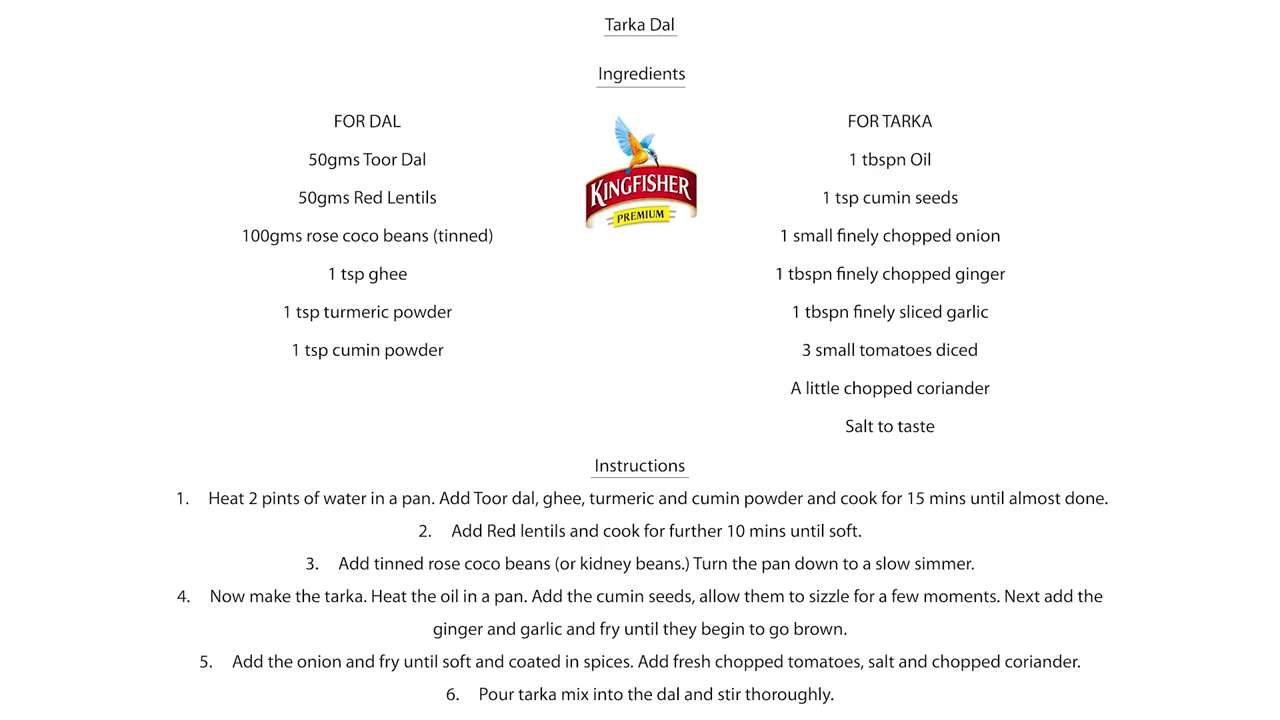 Tarka Dal
Ingredients
FOR DAL
50gms Toor Dal
50gms Red Lentils
100gms rose coco beans (tinned)
1 tsp ghee
1 tsp turmeric powder
1 tsp cumin powder
KINGFISHER
PREMIUM
FOR TARKA
1 tbspn Oil
1 tsp cumin seeds
1 small finely chopped onion
1 tbspn finely chopped ginger
1 tbspn finely sliced garlic
3 small tomatoes diced
A little chopped coriander
Salt to taste
Instructions
1. Heat 2 pints of water in a pan. Add Toor dal, ghee, turmeric and cumin powder and cook for 15 mins until almost done.
2. Add Red lentils and cook for further 10 mins until soft.
3. Add tinned rose coco beans (or kidney beans.) Turn the pan down to a slow simmer.
4. Now make the tarka. Heat the oil in a pan. Add the cumin seeds, allow them to sizzle for a few moments. Next add the
ginger and garlic and fry until they begin to go brown.
5. Add the onion and fry until soft and coated in spices. Add fresh chopped tomatoes, salt and chopped coriander.
6. Pour tarka mix into the dal and stir thoroughly.